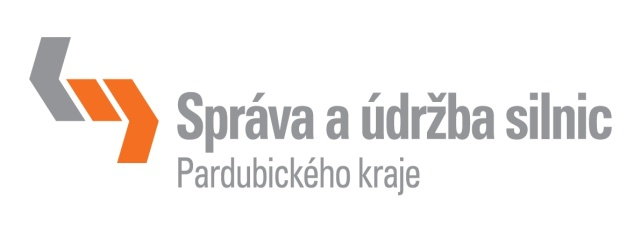 Správa a údržba silnic
Pardubického kraje